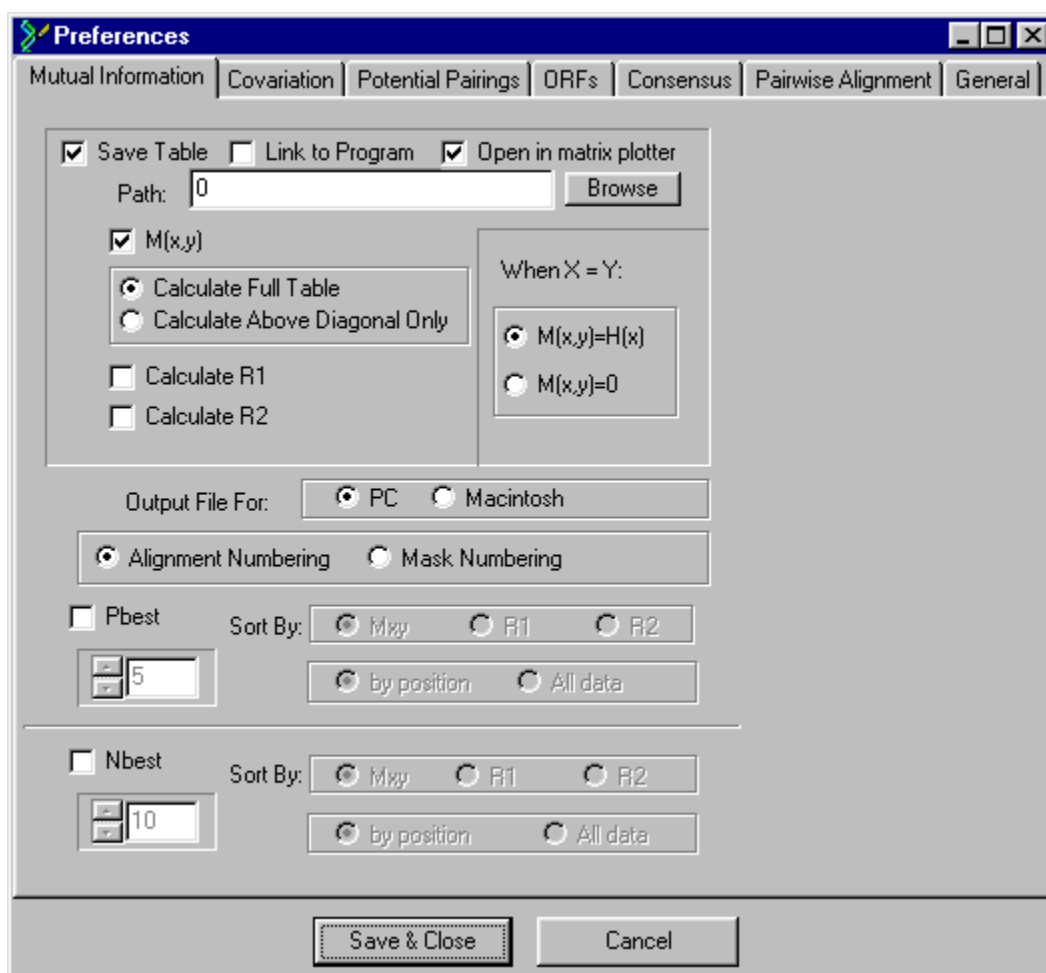 Preferences
Mutual Information Covariation Potential Pairings ORFs Consensus Pairwise Alignment General
Save Table Link to Program Open in matrix plotter
Path: 0 Browse
M(x,y)
When X = Y:
Calculate Full Table
Calculate Above Diagonal Only
M(x,y)=H(x)
M(x,y)=0
Calculate R1
Calculate R2
Output File For: PC Macintosh
Alignment Numbering Mask Numbering
Pbest Sort By: Mxy R1 R2
5 by position All data
Nbest Sort By: Mxy R1 R2
10 by position All data
Save & Close Cancel